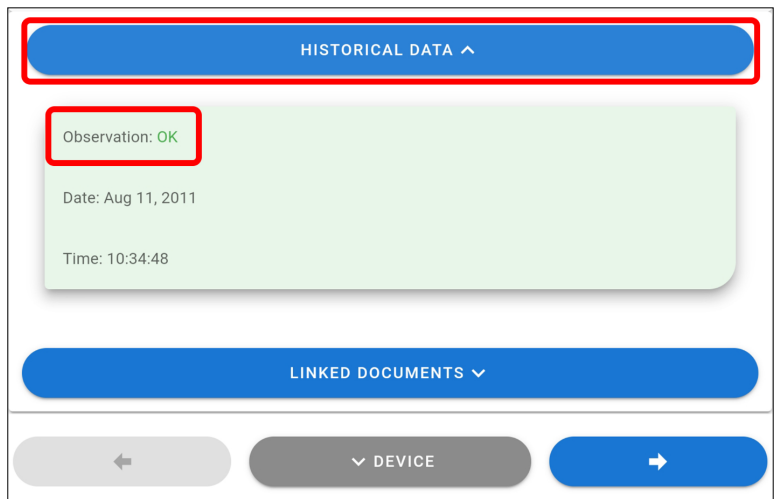 HISTORICAL DATA
Observation: OK
Date: Aug 11, 2011
Time: 10:34:48
LINKED DOCUMENTS
DEVICE